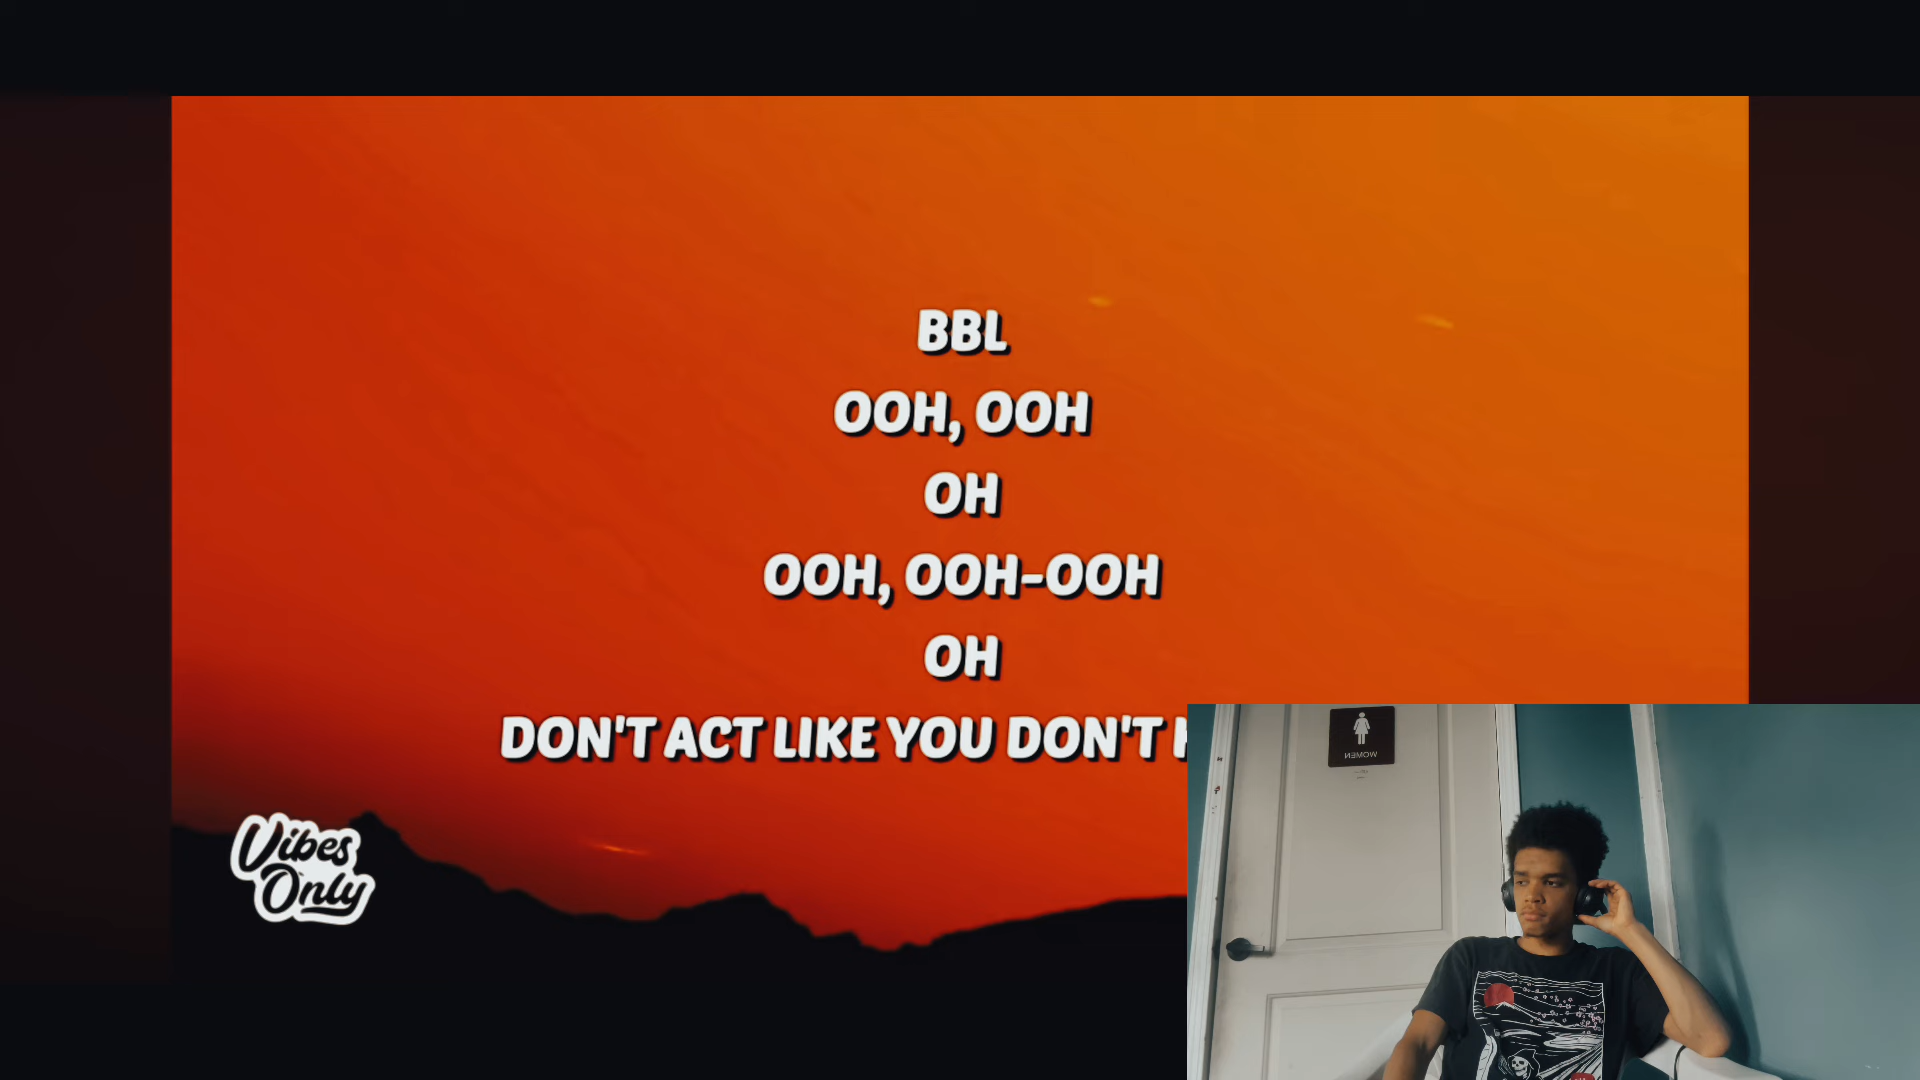 BBL
OOH, OOH
OH
OOH, OOH-OOH
OH
DON'T ACT LIKE YOU DON'T
Vibes
Only
WOMEN